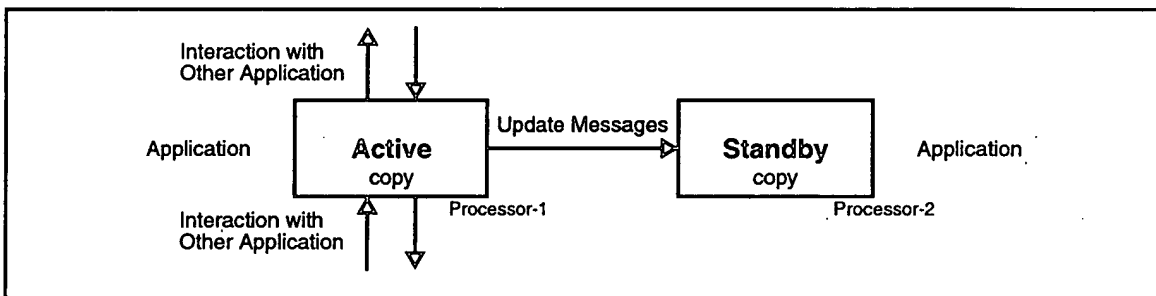 Interaction with
Other Application
Update Messages
Application
Active
copy
Standby
copy
Application
Processor-1
Processor-2
Interaction with
Other Application